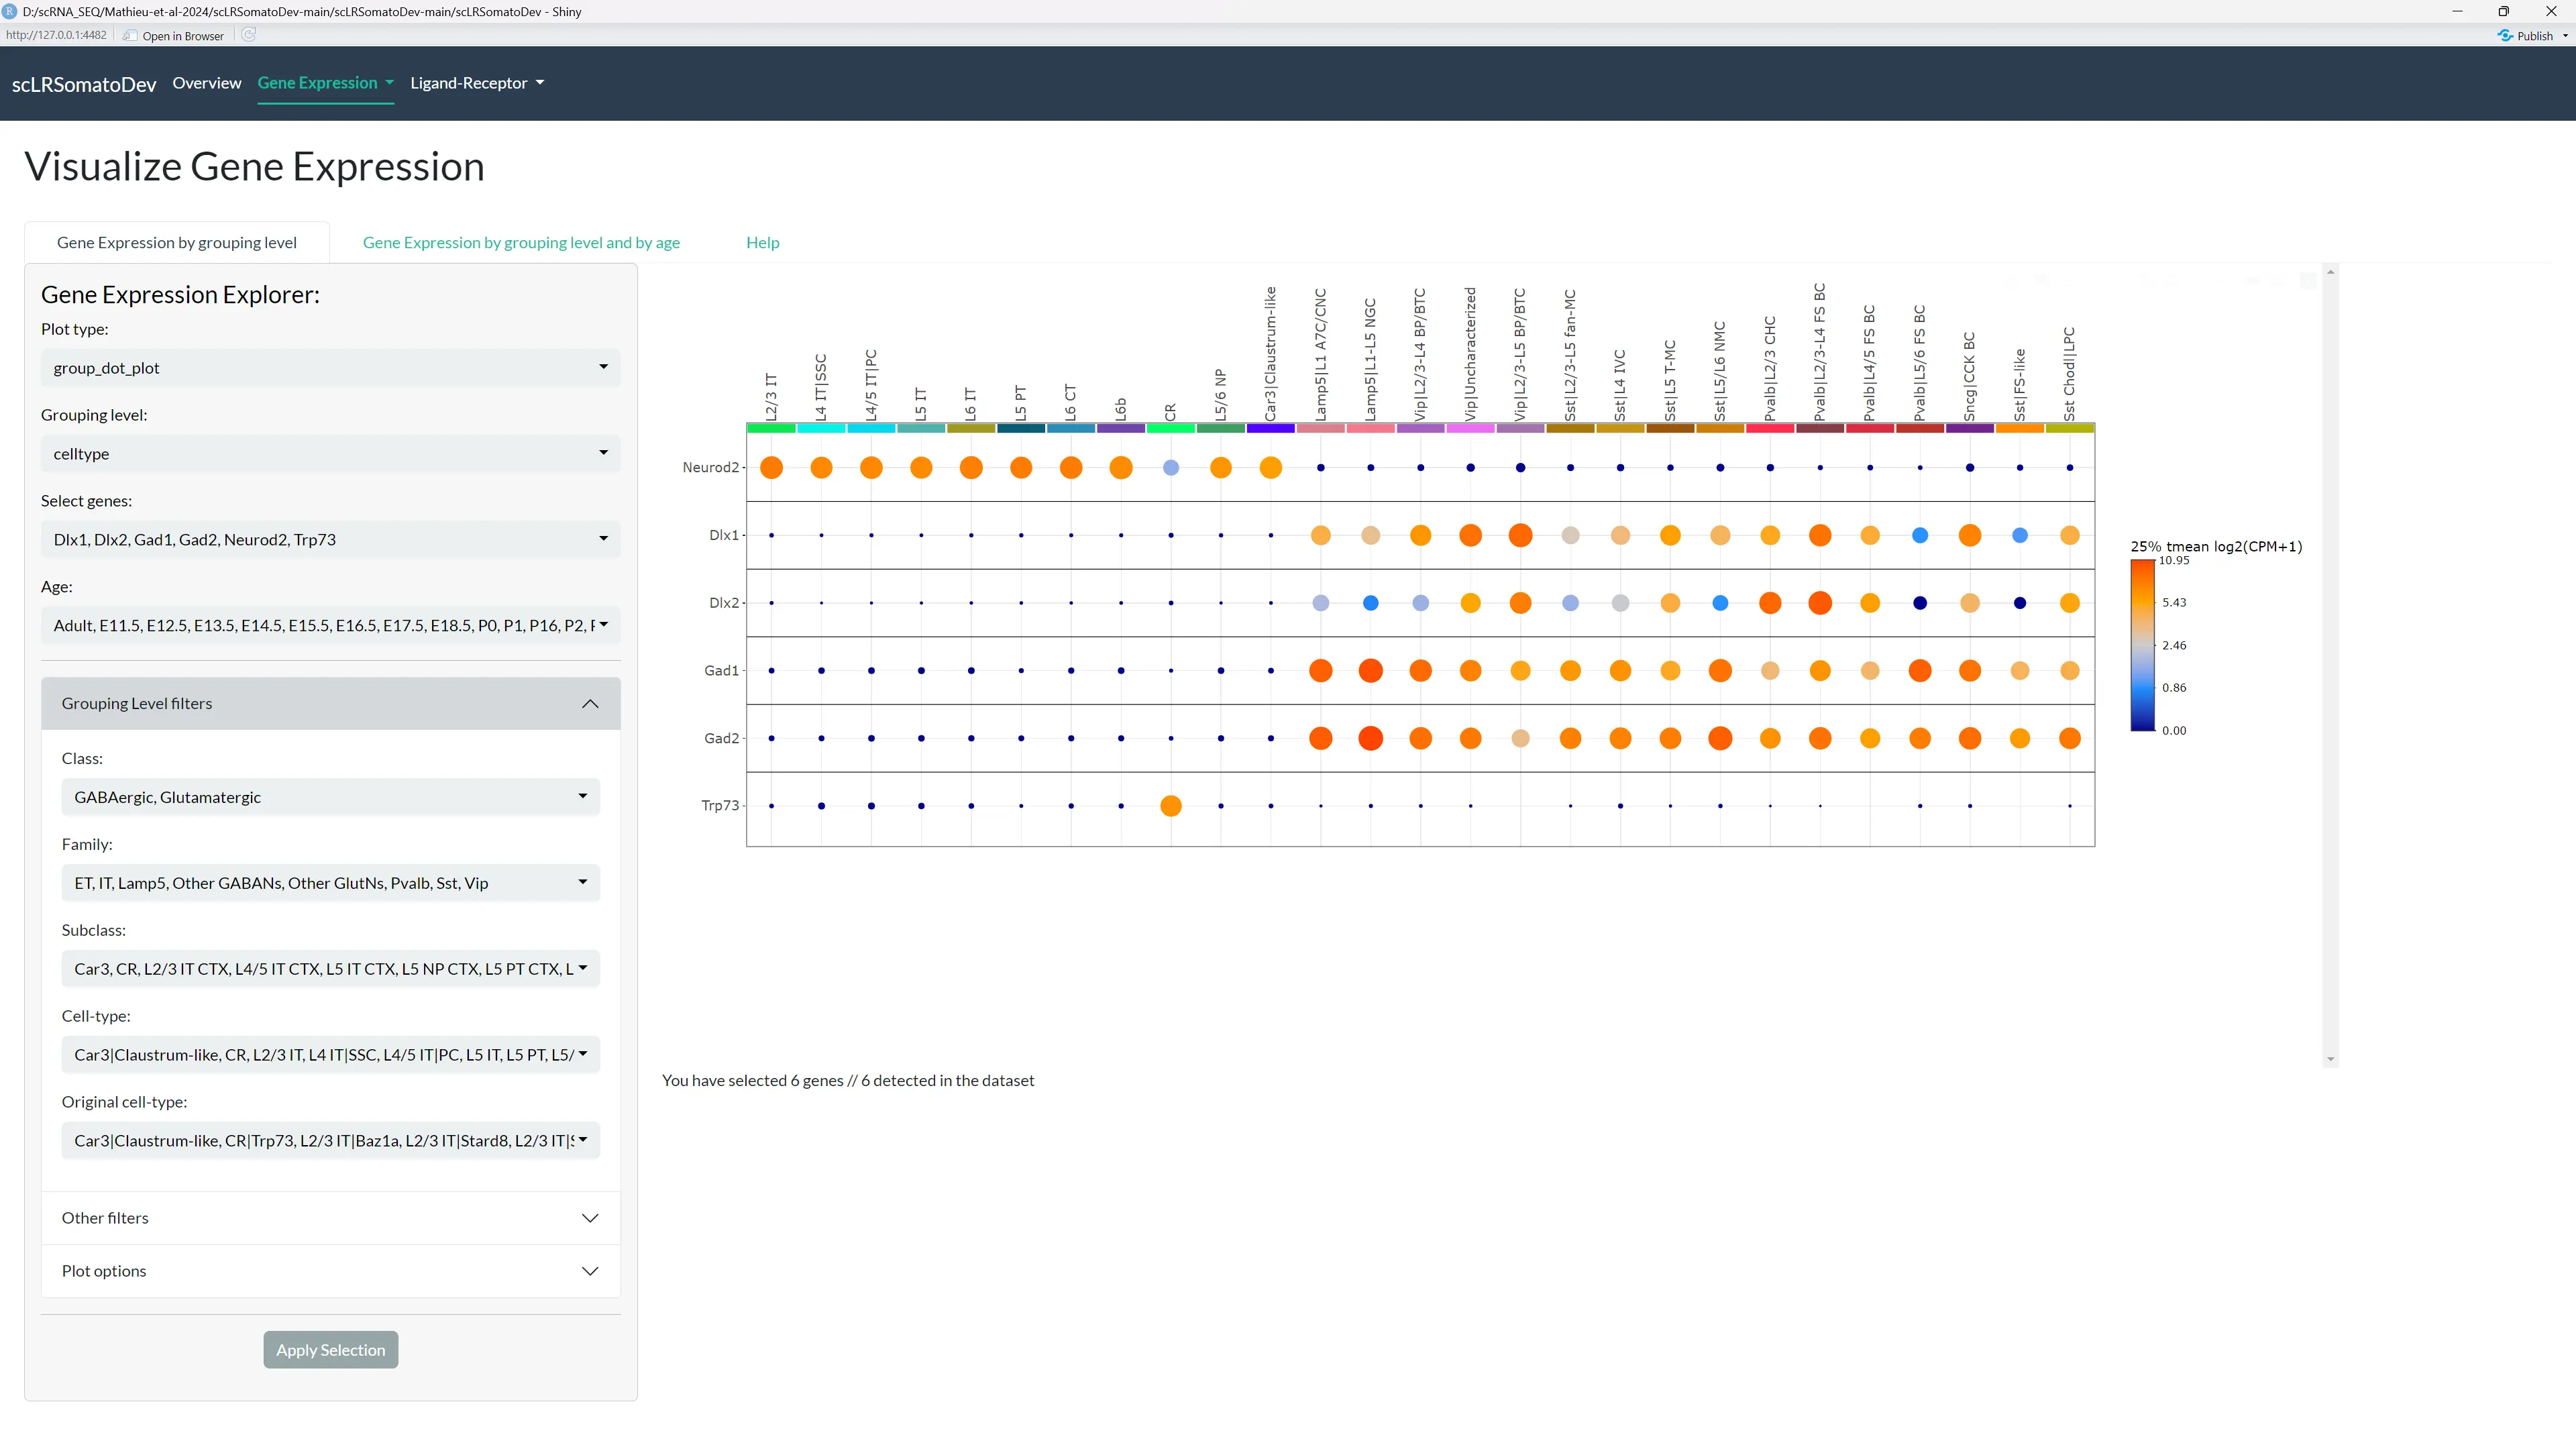 D:/scRNA_SEQ/Mathieu-et-al-2024/scLRSomatoDev-main/scLRSomatoDev-main/scLRSomatoDev - Shiny
http://127.0.0.1:4482 Open in Browser Publish
scLRSomatoDev Overview Gene Expression Ligand-Receptor
Visualize Gene Expression
Gene Expression by grouping level Gene Expression by grouping level and by age Help
Gene Expression Explorer:
Plot type:
group_dot_plot
Grouping level:
celltype
Select genes:
Dlx1, Dlx2, Gad1, Gad2, Neurod2, Trp73
Age:
Adult, E11.5, E12.5, E13.5, E14.5, E15.5, E16.5, E17.5, E18.5, P0, P1, P16, P2,
Grouping Level filters
Class:
GABAergic, Glutamatergic
Family:
ET, IT, Lamp5, Other GABANs, Other GlutNs, Pvalb, Sst, Vip
Subclass:
Car3, CR, L2/3 IT CTX, L4/5 IT CTX, L5 IT CTX, L5 NP CTX, L5 PT CTX, L
Cell-type:
Car3|Claustrum-like, CR, L2/3 IT, L4 IT|SSC, L4/5 IT|PC, L5 IT, L5 PT, L5/
Original cell-type:
Car3|Claustrum-like, CR|Trp73, L2/3 IT|Baz1a, L2/3 IT|Stard8, L2/3 IT|
Other filters
Plot options
Apply Selection
L2/3 IT
L4 IT|SSC
L4/5 IT|PC
L5 IT
L6 IT
L5 PT
L6 CT
L6b
CR
L5/6 NP
Car3|Claustrum-like
Lamp5|L1 A7C/CNC
Lamp5|L1-L5 NGC
Vip|L2/3-L4 BP/BTC
Vip|Uncharacterized
Vip|L2/3-L5 BP/BTC
Sst|L2/3-L5 fan-MC
Sst|L4 IVC
Sst|L5 T-MC
Sst|L5/L6 NMC
Pvalb|L2/3 CHC
Pvalb|L2/3-L4 FS BC
Pvalb|L4/5 FS BC
Pvalb|L5/6 FS BC
Sncg|CCK BC
Sst|FS-like
Sst Chodl|LPC
Neurod2
Dlx1
Dlx2
Gad1
Gad2
Trp73
25% tmean log2(CPM+1)
10.95
5.43
2.46
0.86
0.00
You have selected 6 genes // 6 detected in the dataset